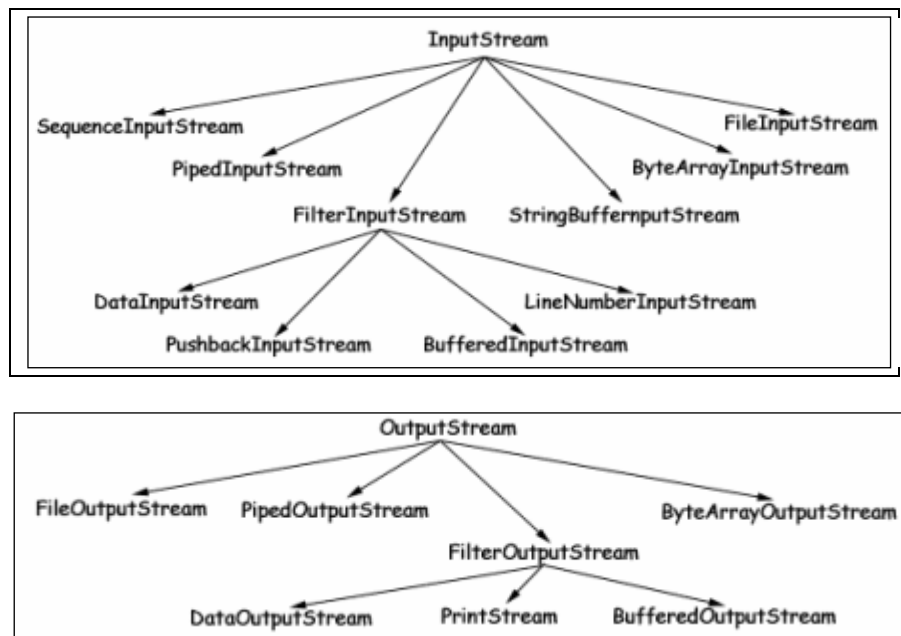 InputStream
SequenceInputStream
FileInputStream
PipedInputStream
ByteArrayInputStream
FilterInputStream
StringBuffernputStream
DataInputStream
LineNumberInputStream
PushbackInputStream
BufferedInputStream
OutputStream
FileOutputStream
PipedOutputStream
ByteArrayOutputStream
FilterOutputStream
DataOutputStream
PrintStream
BufferedOutputStream